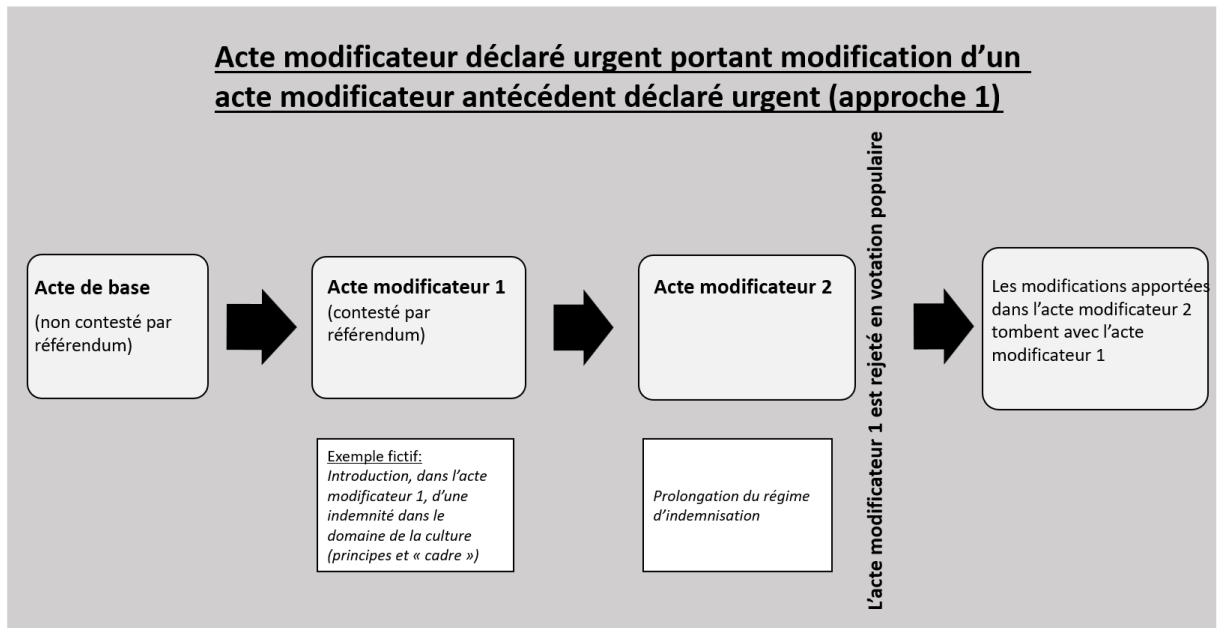 Acte modificateur déclaré urgent portant modification d’un
acte modificateur antécédent déclaré urgent (approche 1)
Acte de base
(non contesté par
référendum)
Acte modificateur 1
(contesté par
référendum)
Exemple fictif:
Introduction, dans l’acte
modificateur 1, d’une
indemnité dans le
domaine de la culture
(principes et « cadre »)
Acte modificateur 2
Prolongation du régime
d’indemnisation
L’acte modificateur 1 est rejeté en votation populaire
Les modifications apportées
dans l’acte modificateur 2
tombent avec l’acte
modificateur 1